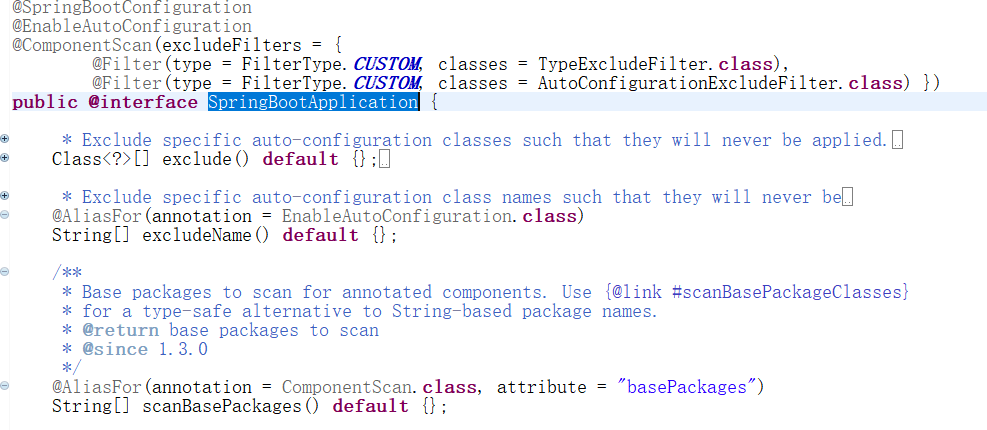 @SpringBootConfiguration
@EnableAutoConfiguration
@ComponentScan(excludeFilters = {
        @Filter(type = FilterType.CUSTOM, classes = TypeExcludeFilter.class),
        @Filter(type = FilterType.CUSTOM, classes = AutoConfigurationExcludeFilter.class) })
public @interface SpringBootApplication {
     * Exclude specific auto-configuration classes such that they will never be applied.
    Class<?>[] exclude() default {};
     * Exclude specific auto-configuration class names such that they will never be
    @AliasFor(annotation = EnableAutoConfiguration.class)
    String[] excludeName() default {};
    /**
     * Base packages to scan for annotated components. Use {@link #scanBasePackageClasses}
     * for a type-safe alternative to String-based package names.
     * @return base packages to scan
     * @since 1.3.0
     */
    @AliasFor(annotation = ComponentScan.class, attribute = "basePackages")
    String[] scanBasePackages() default {};